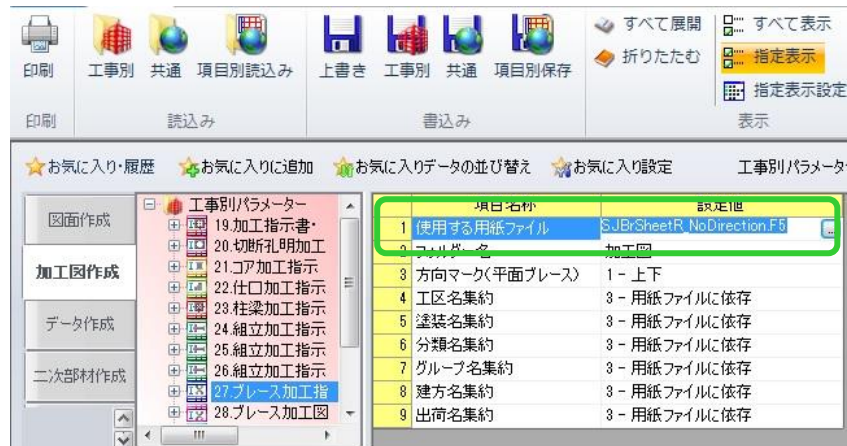 印刷 工事別 共通 項目別読込み 上書き 工事別 共通 項目別保存
すべて展開 すべて表示
折りたたむ 指定表示
指定表示設定
印刷 読込み 書込み 表示
お気に入り・履歴 お気に入りに追加 お気に入りデータの並び替え お気に入り設定 工事別パラメータ
図面作成
加工図作成
データ作成
二次部材作成
工事別パラメーター
19.加工指示書・
20.切断孔明加工
21.コア加工指示
22.仕口加工指示
23.柱梁加工指示
24.組立加工指示
25.組立加工指示
26.組立加工指示
27.ブレース加工指
28.ブレース加工図
項目名称 設定値
1 使用する用紙ファイル SJBrSheetR_NoDirection.F5 ...
2 フォルダー名 加工図
3 方向マーク(平面ブレース) 1 - 上下
4 工区名集約 3 - 用紙ファイルに依存
5 塗装名集約 3 - 用紙ファイルに依存
6 分類名集約 3 - 用紙ファイルに依存
7 グループ名集約 3 - 用紙ファイルに依存
8 建方名集約 3 - 用紙ファイルに依存
9 出荷名集約 3 - 用紙ファイルに依存